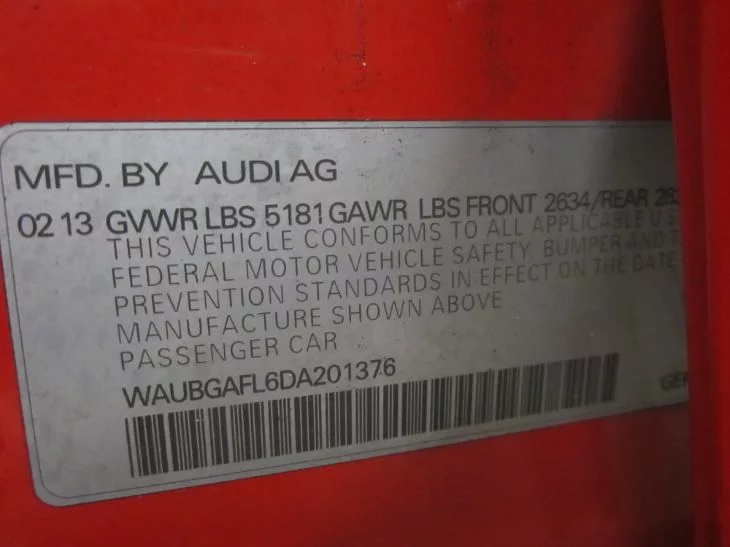 MFD. BY AUDI AG
02 13 GVWR LBS 5181 GAWR LBS FRONT 2634/REAR
THIS VEHICLE CONFORMS TO ALL APPLICABLE U S
FEDERAL MOTOR VEHICLE SAFETY, BUMPER AND
PREVENTION STANDARDS IN EFFECT ON THE DATE
MANUFACTURE SHOWN ABOVE
PASSENGER CAR
WAUBGAFL6DA201376